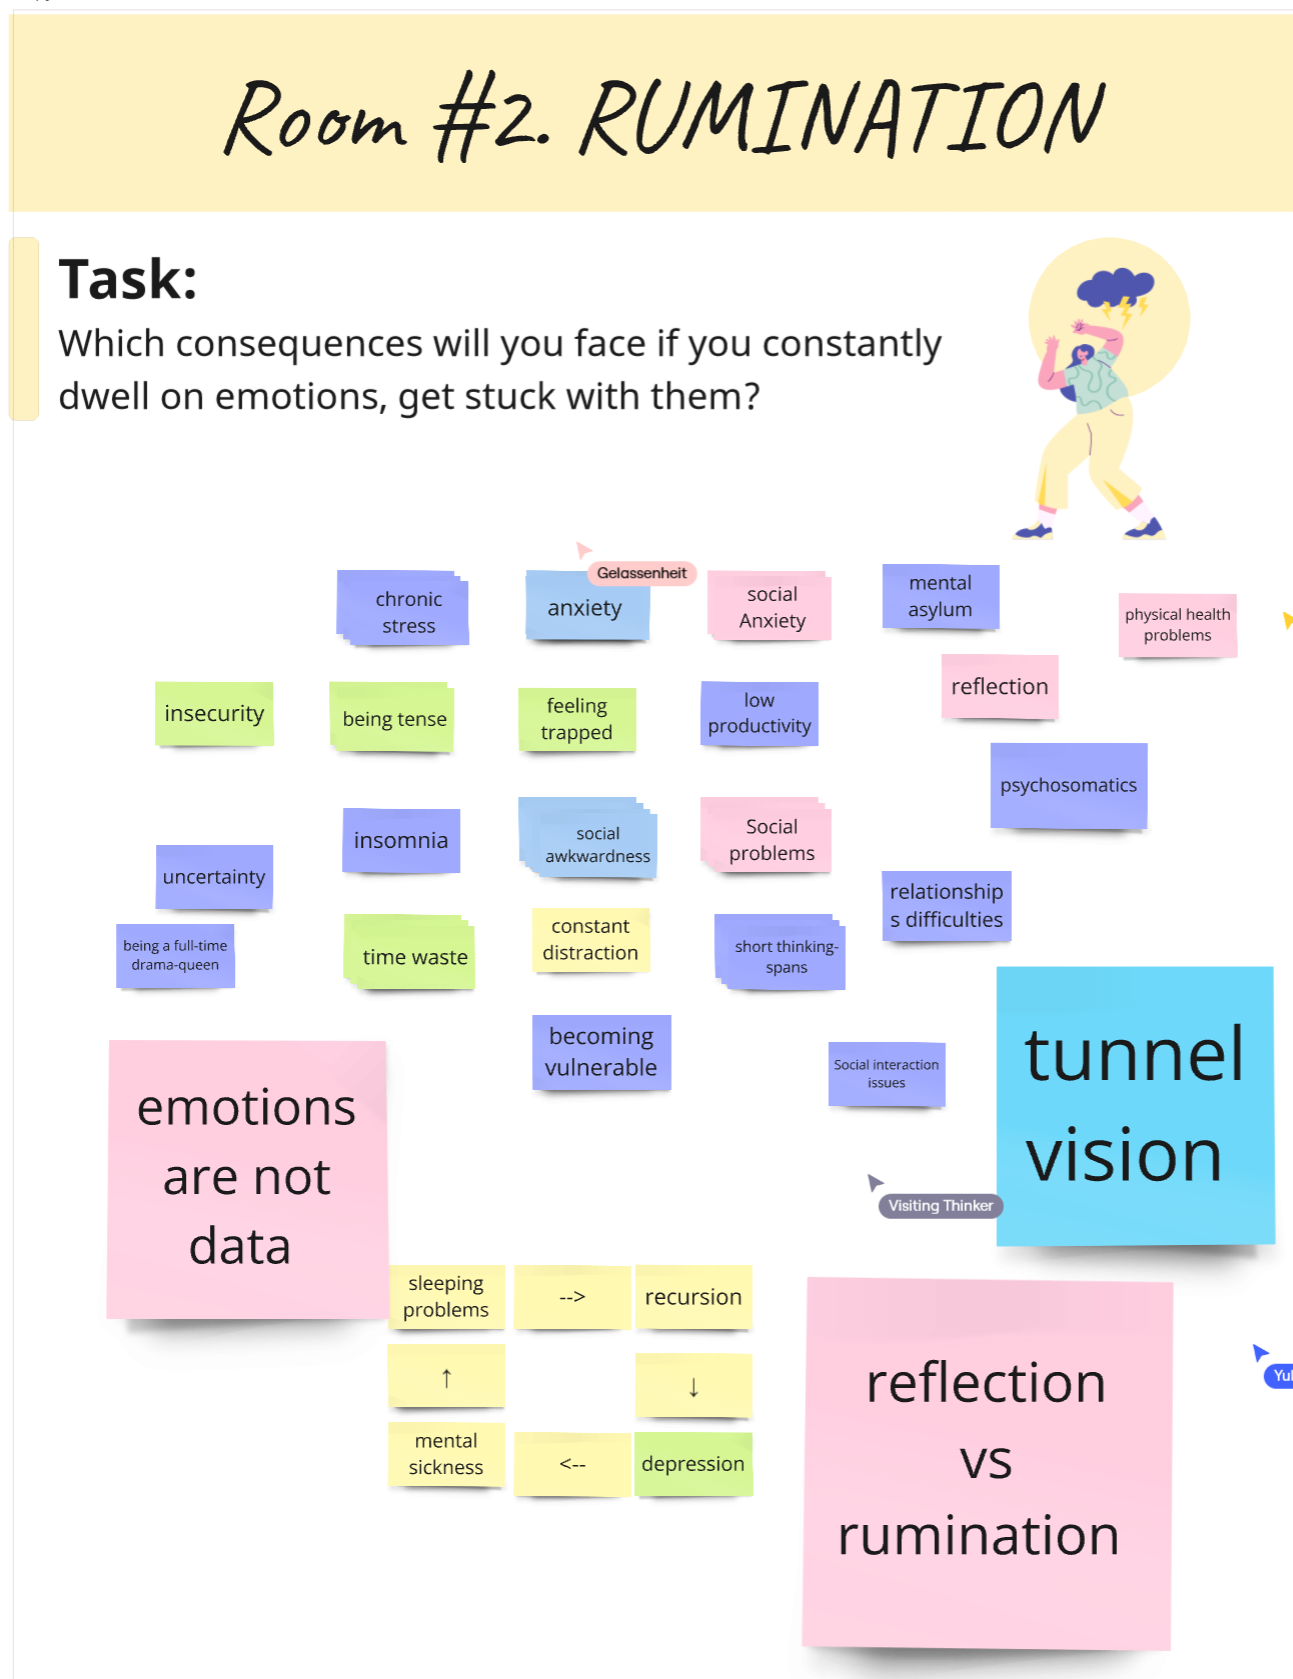 Room #2. RUMINATION
Task:
Which consequences will you face if you constantly
dwell on emotions, get stuck with them?
Gelassenheit
chronic
stress
anxiety
social
Anxiety
mental
asylum
physical health
problems
reflection
insecurity
being tense
feeling
trapped
low
productivity
psychosomatics
insomnia
social
awkwardness
Social
problems
uncertainty
relationship
s difficulties
being a full-time
drama-queen
time waste
constant
distraction
short thinking-
spans
becoming
vulnerable
Social interaction
issues
tunnel
vision
emotions
are not
data
Visiting Thinker
sleeping
problems
-->
recursion
↑
↓
mental
sickness
<--
depression
reflection
vs
rumination